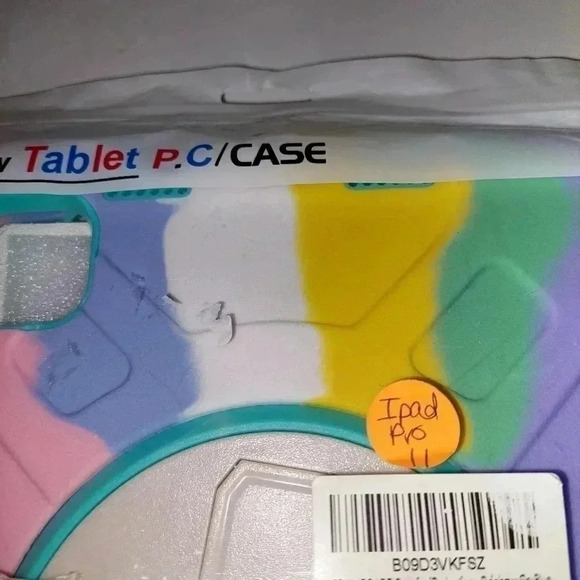 Tablet P.C/CASE
Ipad
Pro
11
B09D3VKFSZ